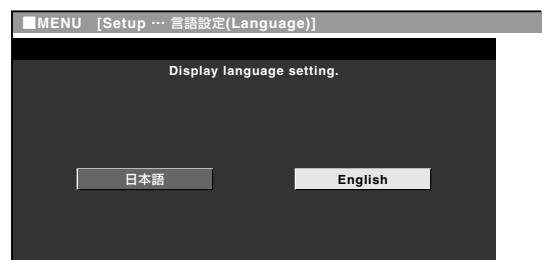 ■MENU [Setup ··· 言語設定(Language)]
Display language setting.
日本語 English